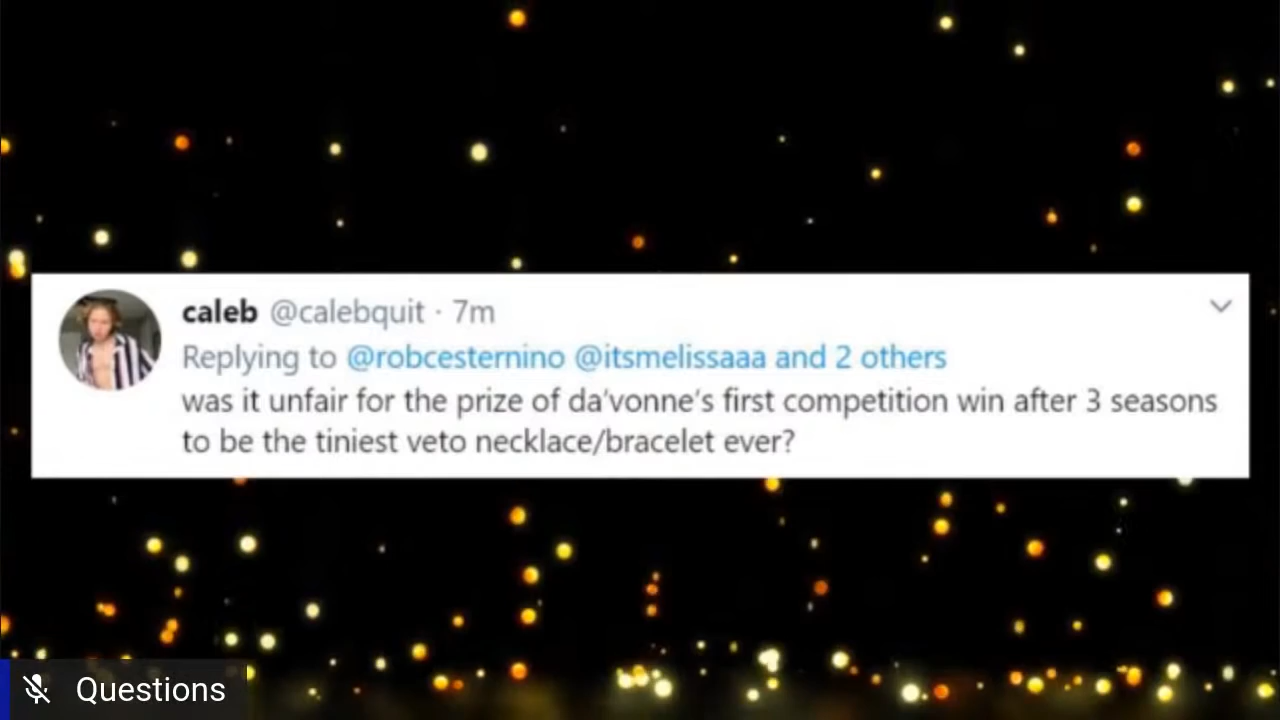 caleb @calebquit · 7m
Replying to @robcesternino @itsmelissaaa and 2 others
was it unfair for the prize of da'vonne's first competition win after 3 seasons
to be the tiniest veto necklace/bracelet ever?
Questions